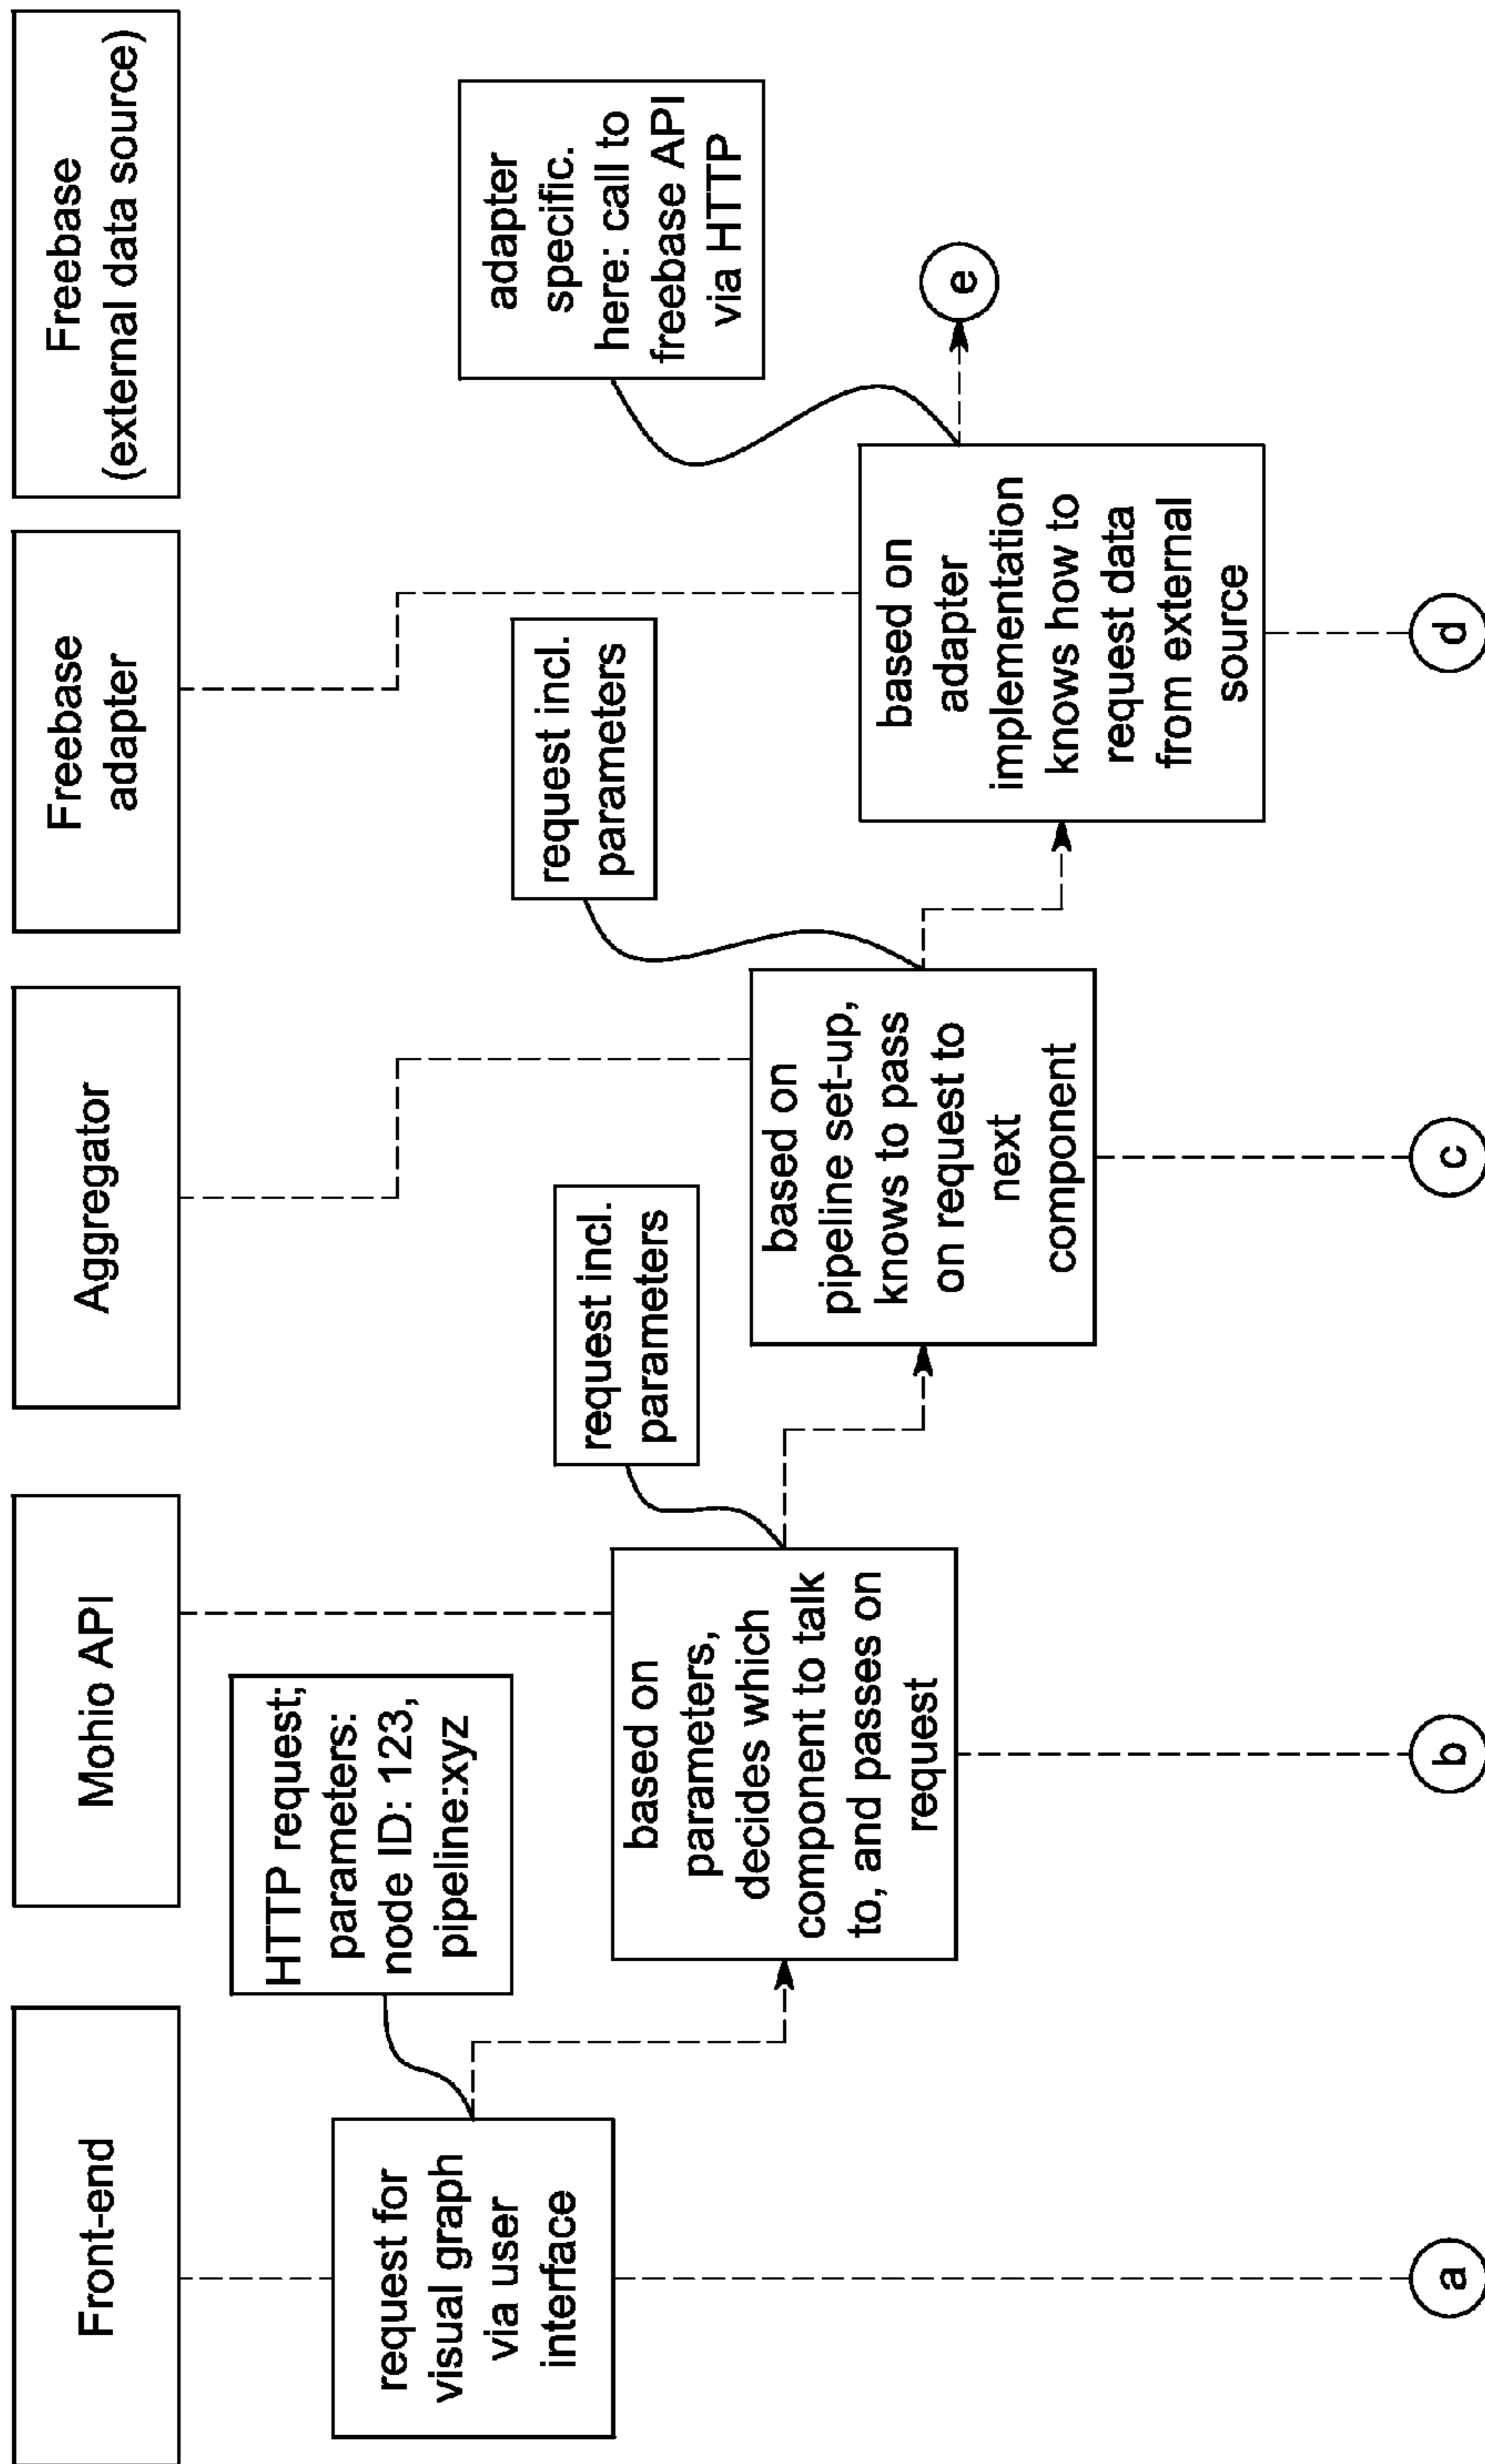 Front-end
Mohio API
Aggregator
Freebase
adapter
Freebase
(external data source)
HTTP request;
parameters:
node ID: 123,
pipeline:xyz
request for
visual graph
via user
interface
request incl.
parameters
based on
parameters,
decides which
component to talk
to, and passes on
request
request incl.
parameters
based on
pipeline set-up,
knows to pass
on request to
next
component
adapter
specific.
here: call to
freebase API
via HTTP
based on
adapter
implementation
knows how to
request data
from external
source
e
a
b
c
d